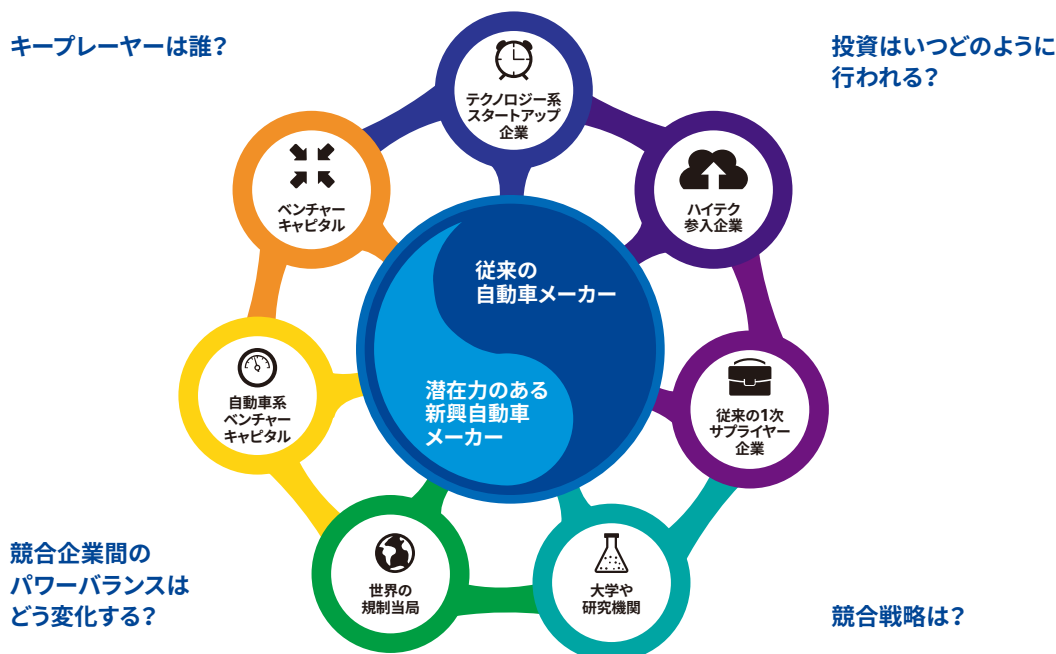 キープレーヤーは誰?
投資はいつどのように
行われる?
テクノロジー系
スタートアップ
企業
ベンチャー
キャピタル
ハイテク
参入企業
従来の
自動車メーカー
潜在力のある
新興自動車
メーカー
自動車系
ベンチャー
キャピタル
従来の1次
サプライヤー
企業
世界の
規制当局
大学や
研究機関
競合企業間の
パワーバランスは
どう変化する?
競合戦略は?